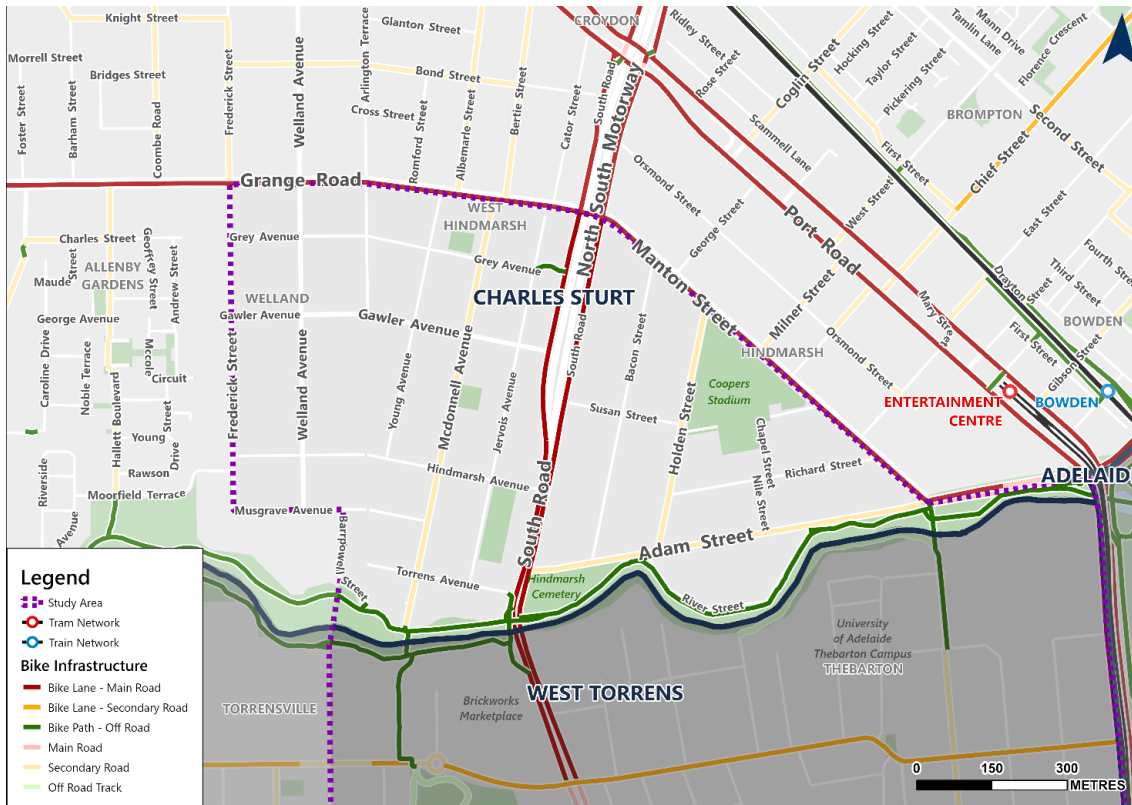 Knight Street
Glanton Street
CROYDON
Ridley Street
Rose Street
Hocking Street
Taylor Street
Pickering Street
Mann Drive
Tamlin Lane
Florence Crescent
Morrell Street
Bridges Street
Foster Street
Barham Street
Coombe Road
Frederick Street
Welland Avenue
Arlington Terrace
Bond Street
Cross Street
Romford Street
Albemarle Street
Bertie Street
Cator Street
South Road
North South Motorway
Scammell Lane
Coglin Street
BROMPTON
Second Street
First Street
Chief Street
East Street
Fourth Street
Third Street
Grange Road
WEST
HINDMARSH
Orsmond Street
George Street
West Street
Port Road
Charles Street
Geoffrey Street
Andrew Street
ALLENBY
GARDENS
Maude Street
Grey Avenue
Grey Avenue
Manton Street
CHARLES STURT
WELLAND
George Avenue
Gawler Avenue
Gawler Avenue
Mccole
Circuit
Caroline Drive
Noble Terrace
Hallett Boulevard
Street
Frederick Street
Welland Avenue
Young Avenue
Mcdonnell Avenue
Jervois Avenue
South Road
Bacon Street
Holden Street
Susan Street
Coopers
Stadium
HINDMARSH
Milner Street
Orsmond Street
Mary Street
Drayton Street
First Street
Gibson Street
BOWDEN
ENTERTAINMENT
CENTRE
BOWDEN
Young
Drive
Rawson
Riverside
Moorfield Terrace
Avenue
Hindmarsh Avenue
Chapel Street
Nile Street
Richard Street
ADELAID
Musgrave Avenue
Barrpowell Street
South Road
Adam Street
Torrens Avenue
Hindmarsh
Cemetery
River Street
University
of Adelaide
Thebarton Campus
THEBARTON
WEST TORRENS
TORRENSVILLE
Brickworks
Marketplace
Legend
Study Area
Tram Network
Train Network
Bike Infrastructure
Bike Lane - Main Road
Bike Lane - Secondary Road
Bike Path - Off Road
Main Road
Secondary Road
Off Road Track
0 150 300
METRES